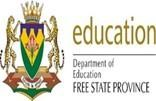 education
Department of
Education
FREE STATE PROVINCE